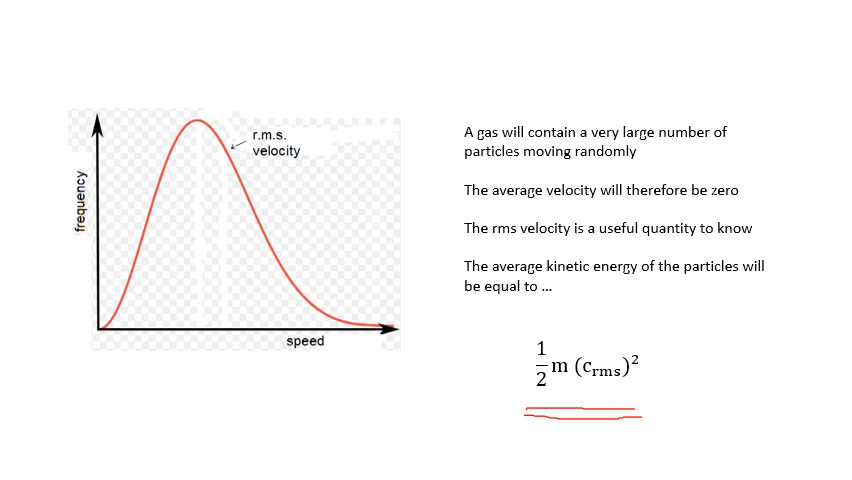 r.m.s.
velocity
frequency
speed
A gas will contain a very large number of
particles moving randomly
The average velocity will therefore be zero
The rms velocity is a useful quantity to know
The average kinetic energy of the particles will
be equal to ...
1/2 m (c_rms)²